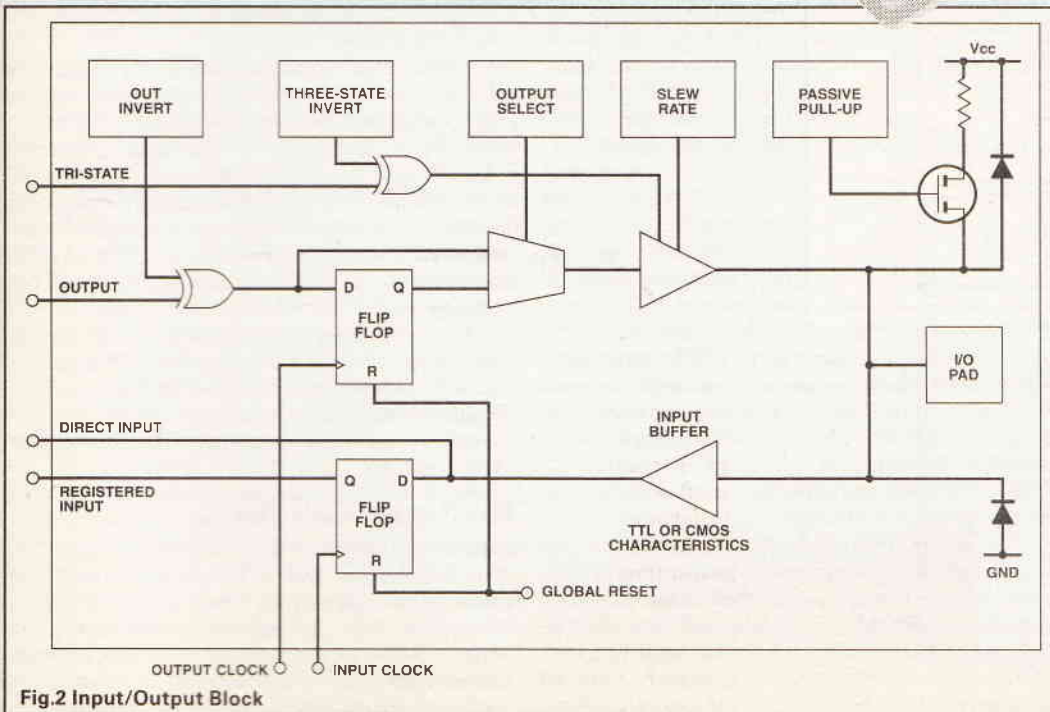 Vcc
OUT
INVERT
THREE-STATE
INVERT
OUTPUT
SELECT
SLEW
RATE
PASSIVE
PULL-UP
TRI-STATE
OUTPUT
D
Q
FLIP
FLOP
R
I/O
PAD
DIRECT INPUT
INPUT
BUFFER
REGISTERED
INPUT
Q
D
FLIP
FLOP
R
TTL OR CMOS
CHARACTERISTICS
GND
GLOBAL RESET
OUTPUT CLOCK
INPUT CLOCK
Fig.2 Input/Output Block